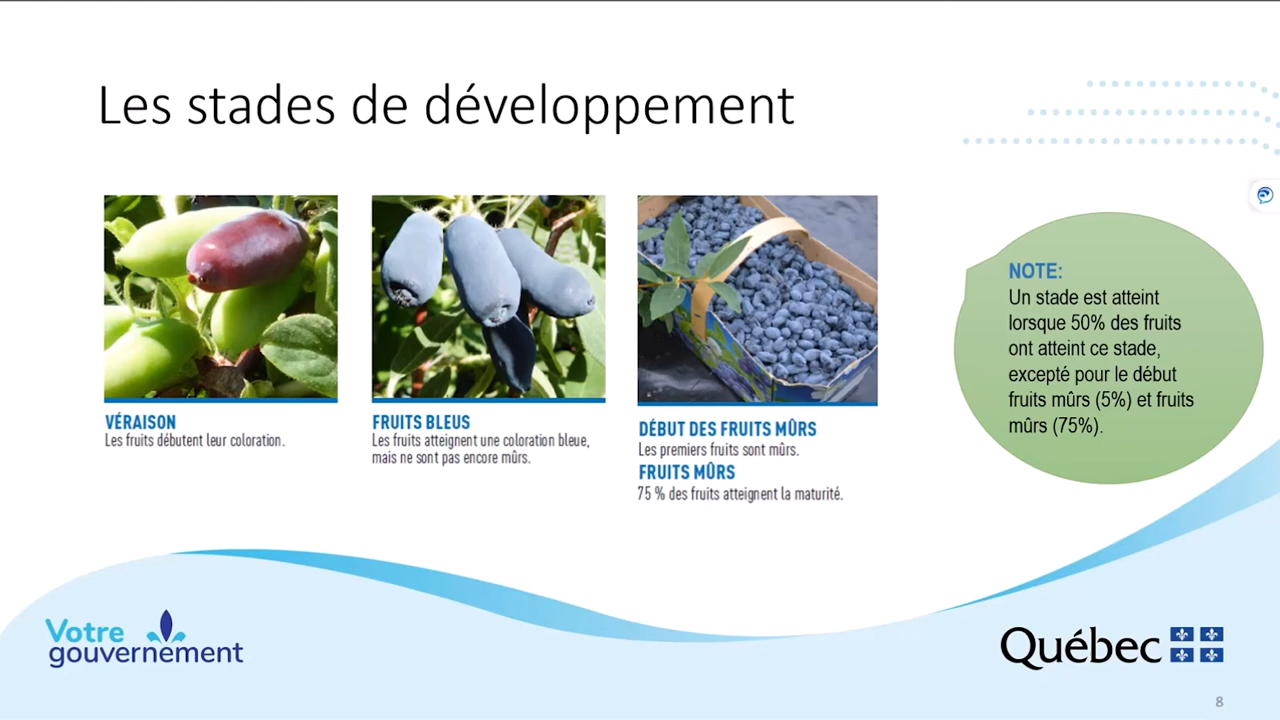 Les stades de développement
VÉRAISON
Les fruits débutent leur coloration.
FRUITS BLEUS
Les fruits atteignent une coloration bleue,
mais ne sont pas encore mûrs.
DÉBUT DES FRUITS MÛRS
Les premiers fruits sont mûrs.
FRUITS MÛRS
75 % des fruits atteignent la maturité.
NOTE:
Un stade est atteint
lorsque 50% des fruits
ont atteint ce stade,
excepté pour le début
fruits mûrs (5%) et fruits
mûrs (75%).
Votre
gouvernement
Québec
8